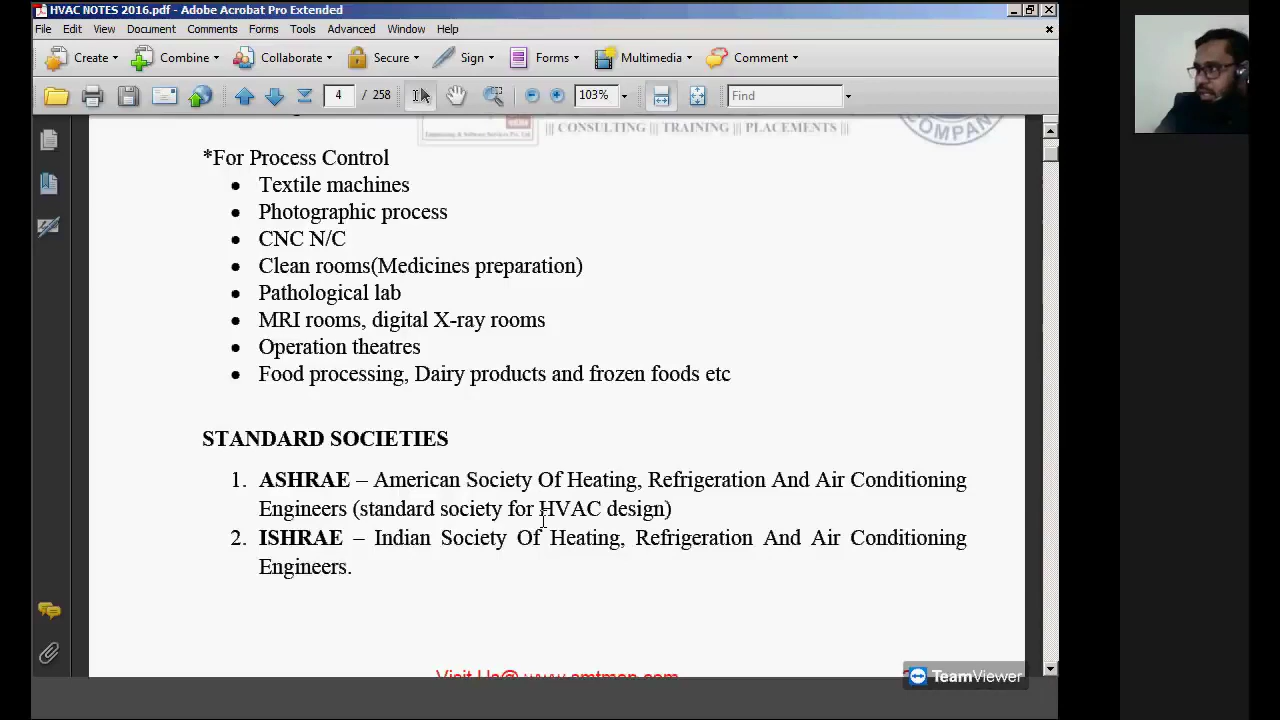 HVAC NOTES 2016.pdf - Adobe Acrobat Pro Extended
File Edit View Document Comments Forms Tools Advanced Window Help
Create Combine Collaborate Secure Sign Forms Multimedia Comment
4 / 258 103% Find
||| CONSULTING ||| TRAINING ||| PLACEMENTS |||
COMPANY
*For Process Control
• Textile machines
• Photographic process
• CNC N/C
• Clean rooms(Medicines preparation)
• Pathological lab
• MRI rooms, digital X-ray rooms
• Operation theatres
• Food processing, Dairy products and frozen foods etc
STANDARD SOCIETIES
1. ASHRAE – American Society Of Heating, Refrigeration And Air Conditioning
Engineers (standard society for HVAC design)
2. ISHRAE – Indian Society Of Heating, Refrigeration And Air Conditioning
Engineers.
Visit Us@
TeamViewer